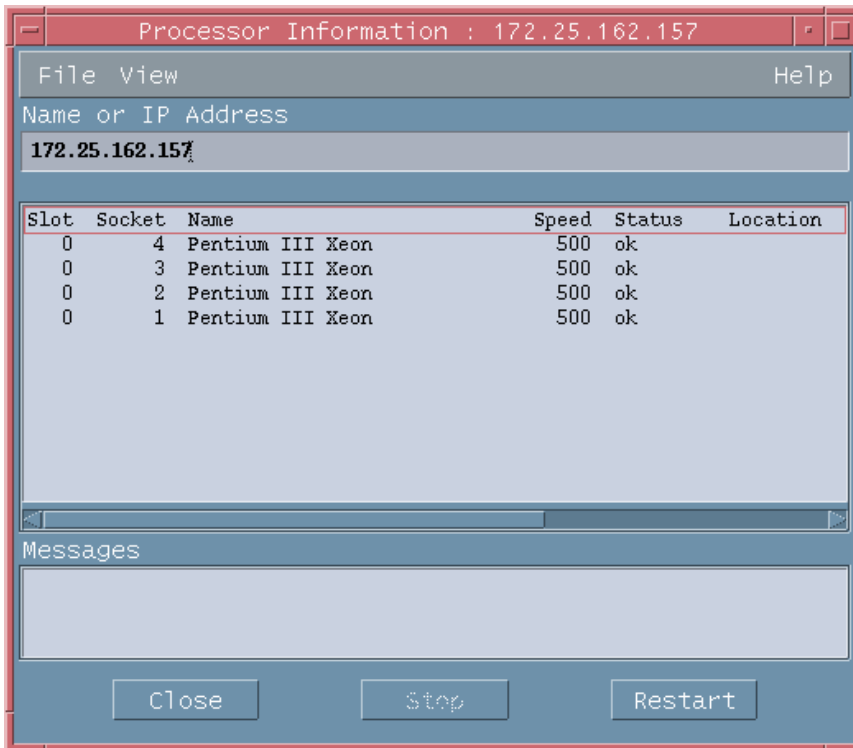 Processor Information : 172.25.162.157
File View Help
Name or IP Address
172.25.162.157
Slot Socket Name Speed Status Location
0 4 Pentium III Xeon 500 ok
0 3 Pentium III Xeon 500 ok
0 2 Pentium III Xeon 500 ok
0 1 Pentium III Xeon 500 ok
Messages
Close Stop Restart